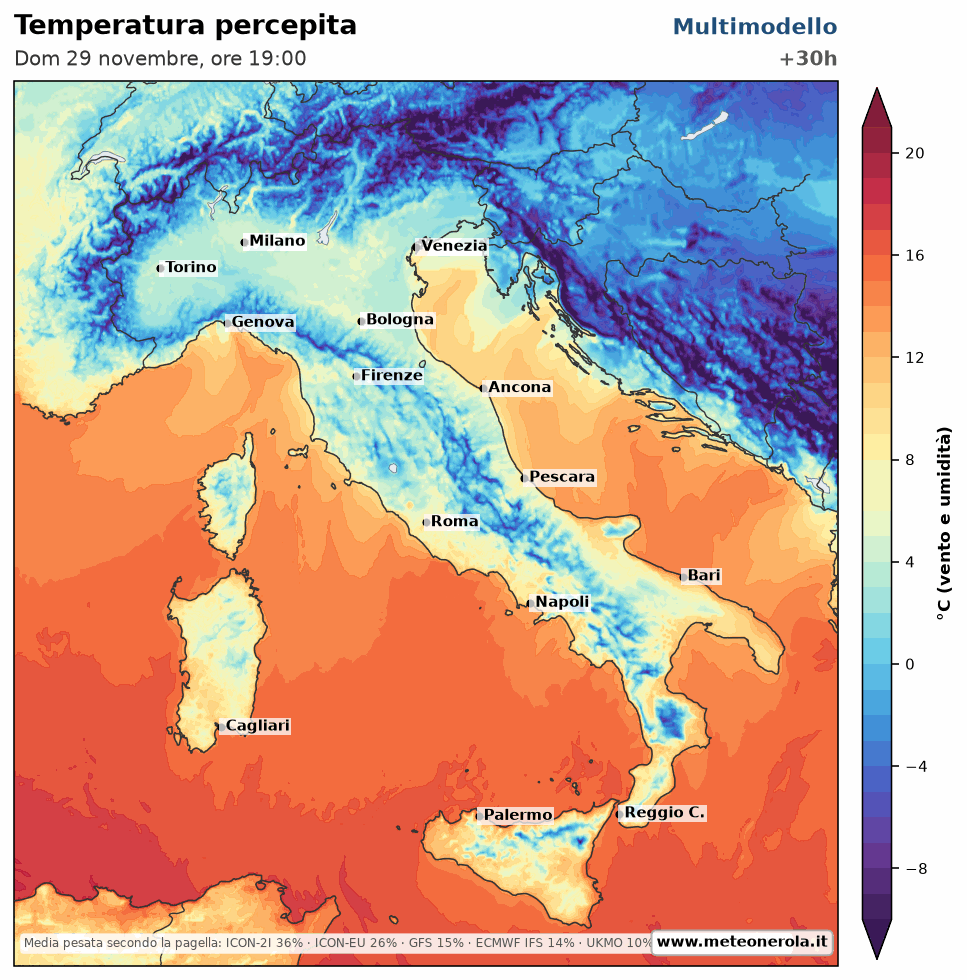 Temperatura percepita
Multimodello
Dom 29 novembre, ore 19:00
+30h
Milano
Venezia
Torino
Genova
Bologna
Firenze
Ancona
Pescara
Roma
Bari
Napoli
Cagliari
Palermo
Reggio C.
20
16
12
8
4
0
−4
−8
°C (vento e umidità)
Media pesata secondo la pagella: ICON-2I 36% · ICON-EU 26% · GFS 15% · ECMWF IFS 14% · UKMO 10%
www.meteonerola.it